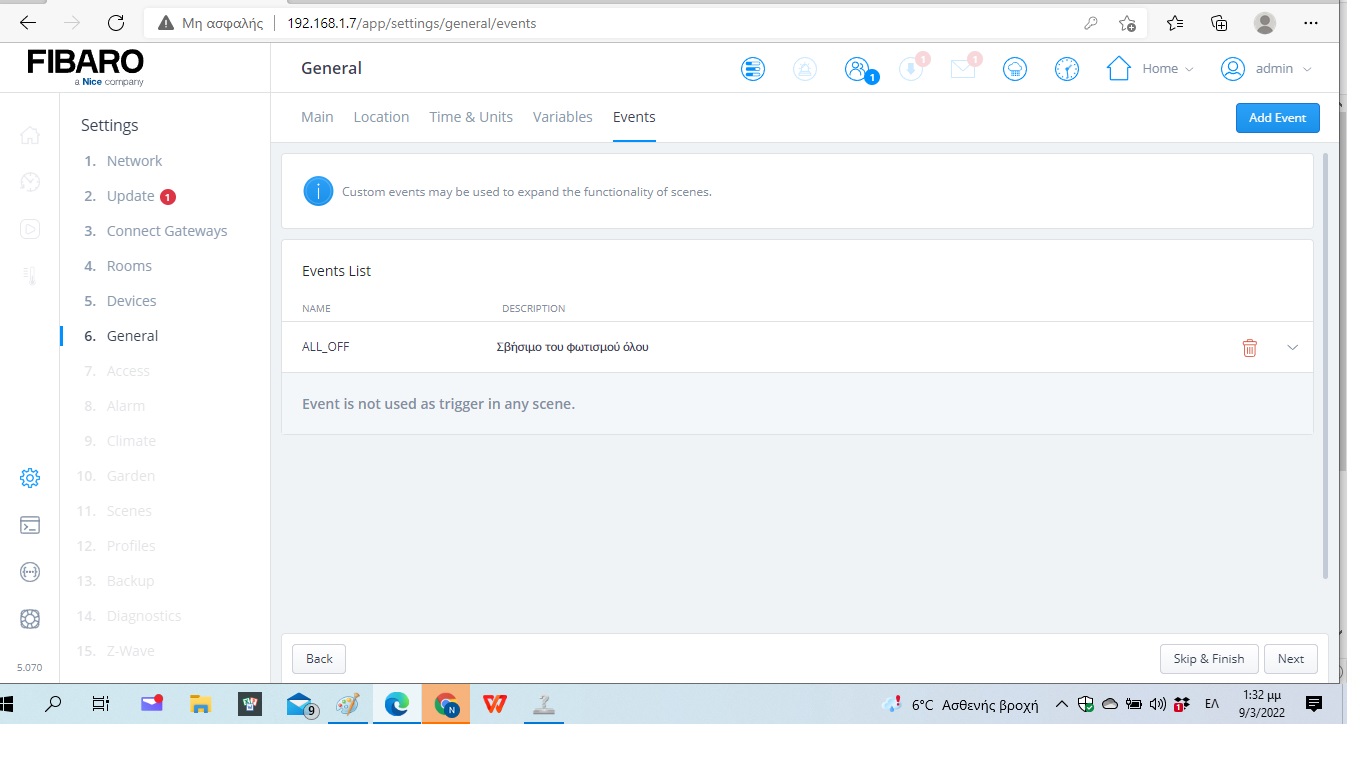 Μη ασφαλής | 192.168.1.7/app/settings/general/events
FIBARO
a Nice company
General
1
1
1
Home
admin
Settings
Main Location Time & Units Variables Events
Add Event
1. Network
2. Update 1
3. Connect Gateways
4. Rooms
5. Devices
6. General
7. Access
8. Alarm
9. Climate
10. Garden
11. Scenes
12. Profiles
13. Backup
14. Diagnostics
15. Z-Wave
5.070
Custom events may be used to expand the functionality of scenes.
Events List
NAME DESCRIPTION
ALL_OFF Σβήσιμο του φωτισμού όλου
Event is not used as trigger in any scene.
Back Skip & Finish Next
9
N
W
6°C Ασθενής βροχή
1
ΕΛ
1:32 μμ
9/3/2022